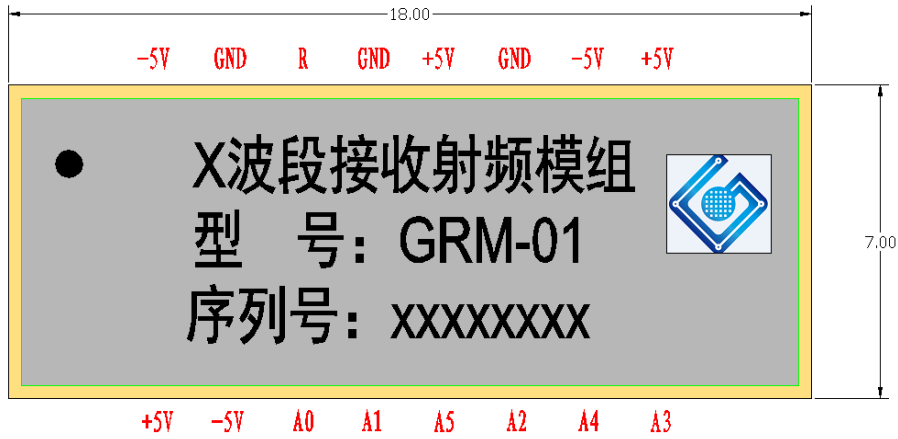 18.00
-5V GND R GND +5V GND -5V +5V
X波段接收射频模组
型 号：GRM-01
7.00
序列号：XXXXXXXX
+5V -5V A0 A1 A5 A2 A4 A3